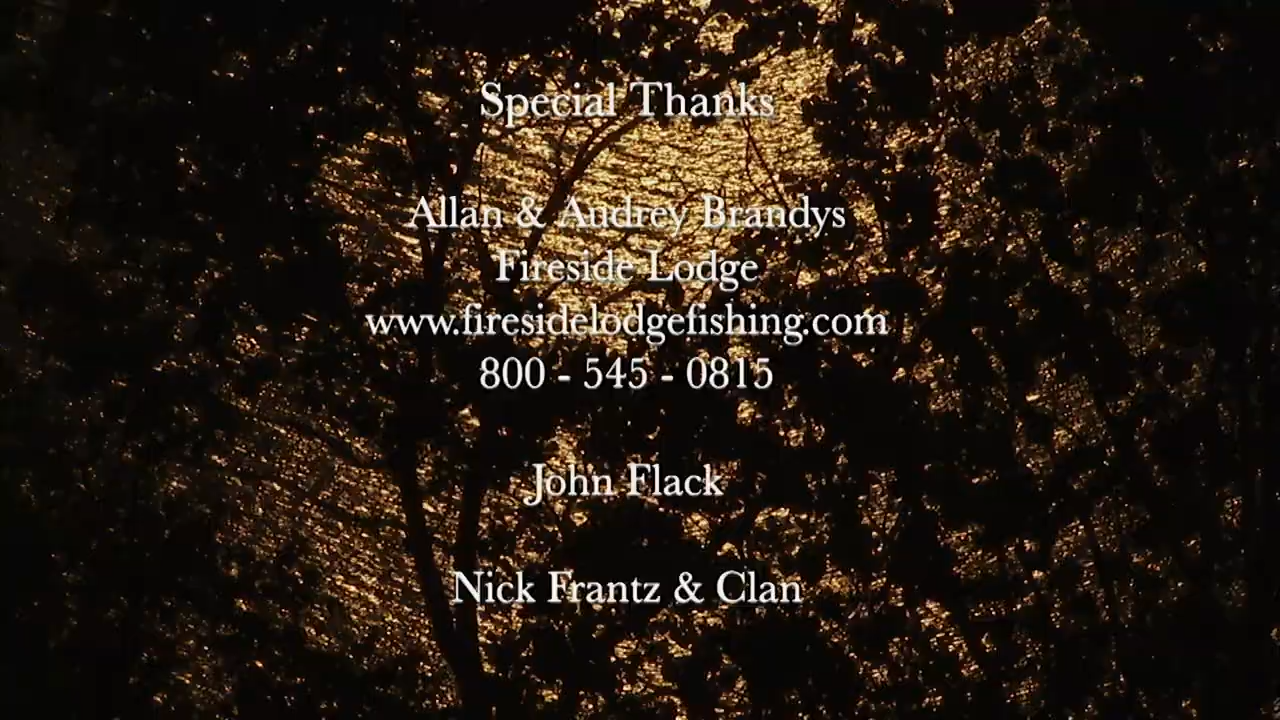 Special Thanks
Allan & Audrey Brandys
Fireside Lodge
www.firesidelodgefishing.com
800 - 545 - 0815
John Flack
Nick Frantz & Clan